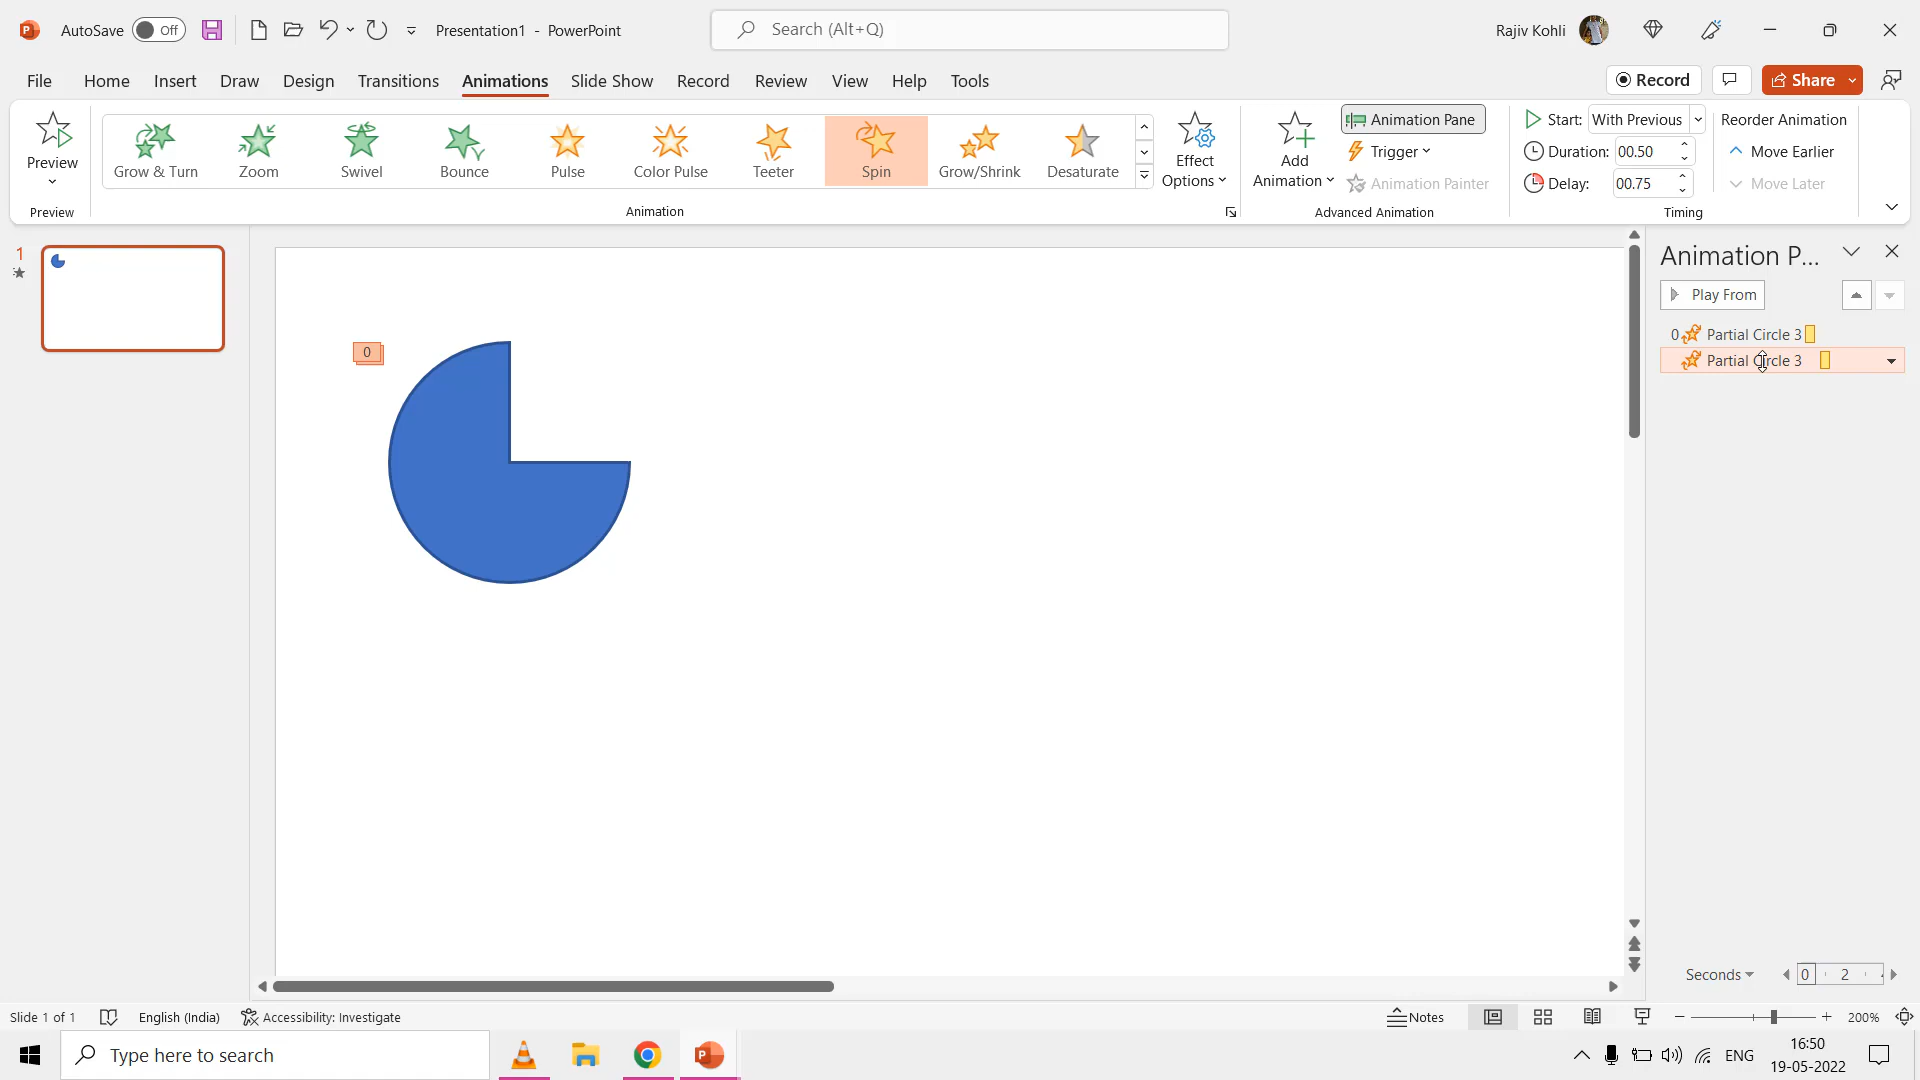 AutoSave Off Presentation1 - PowerPoint Search (Alt+Q) Rajiv Kohli
File Home Insert Draw Design Transitions Animations Slide Show Record Review View Help Tools Record Share
Preview
Grow & Turn Zoom Swivel Bounce Pulse Color Pulse Teeter Spin Grow/Shrink Desaturate
Effect
Options
Add
Animation
Animation Pane
Trigger
Animation Painter
Start: With Previous
Duration: 00.50
Delay: 00.75
Reorder Animation
Move Earlier
Move Later
Preview Animation Advanced Animation Timing
1
0
Animation P...
Play From
0 Partial Circle 3
Partial Circle 3
Seconds 0 2
Slide 1 of 1 English (India) Accessibility: Investigate Notes 200%
Type here to search
ENG
16:50
19-05-2022